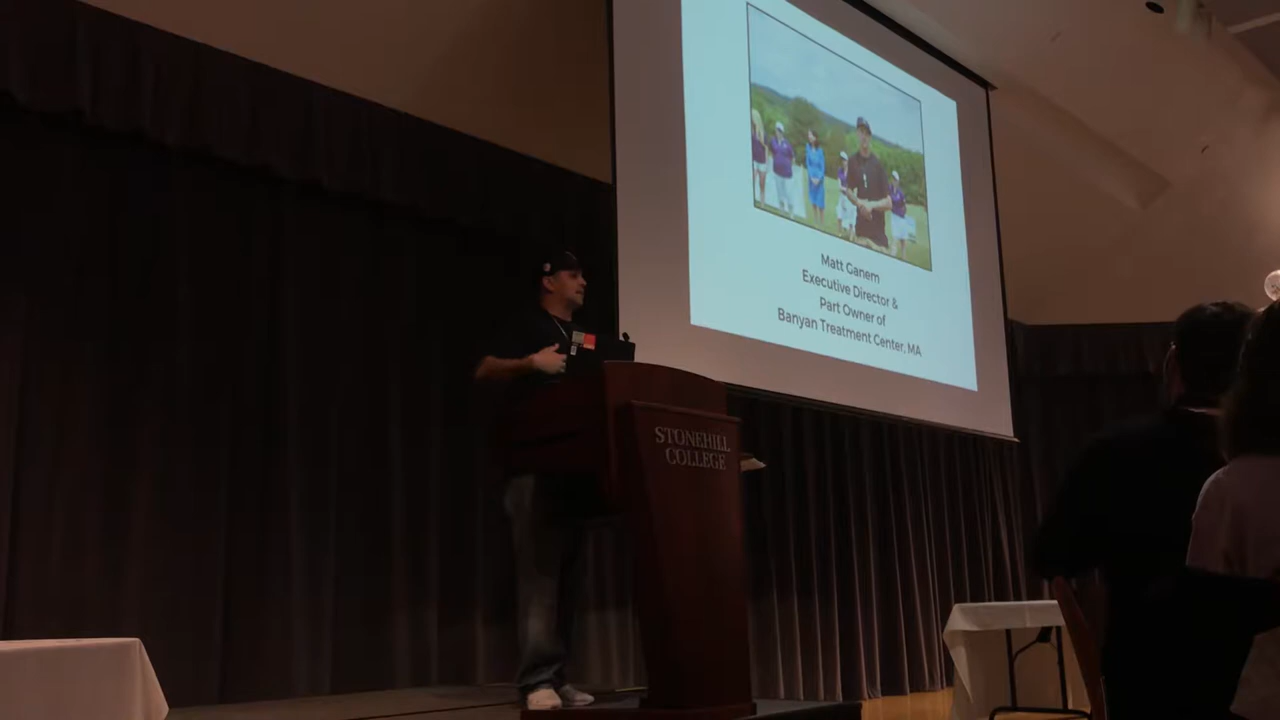 Matt Ganem
Executive Director &
Part Owner of
Banyan Treatment Center, MA
STONEHILL
COLLEGE